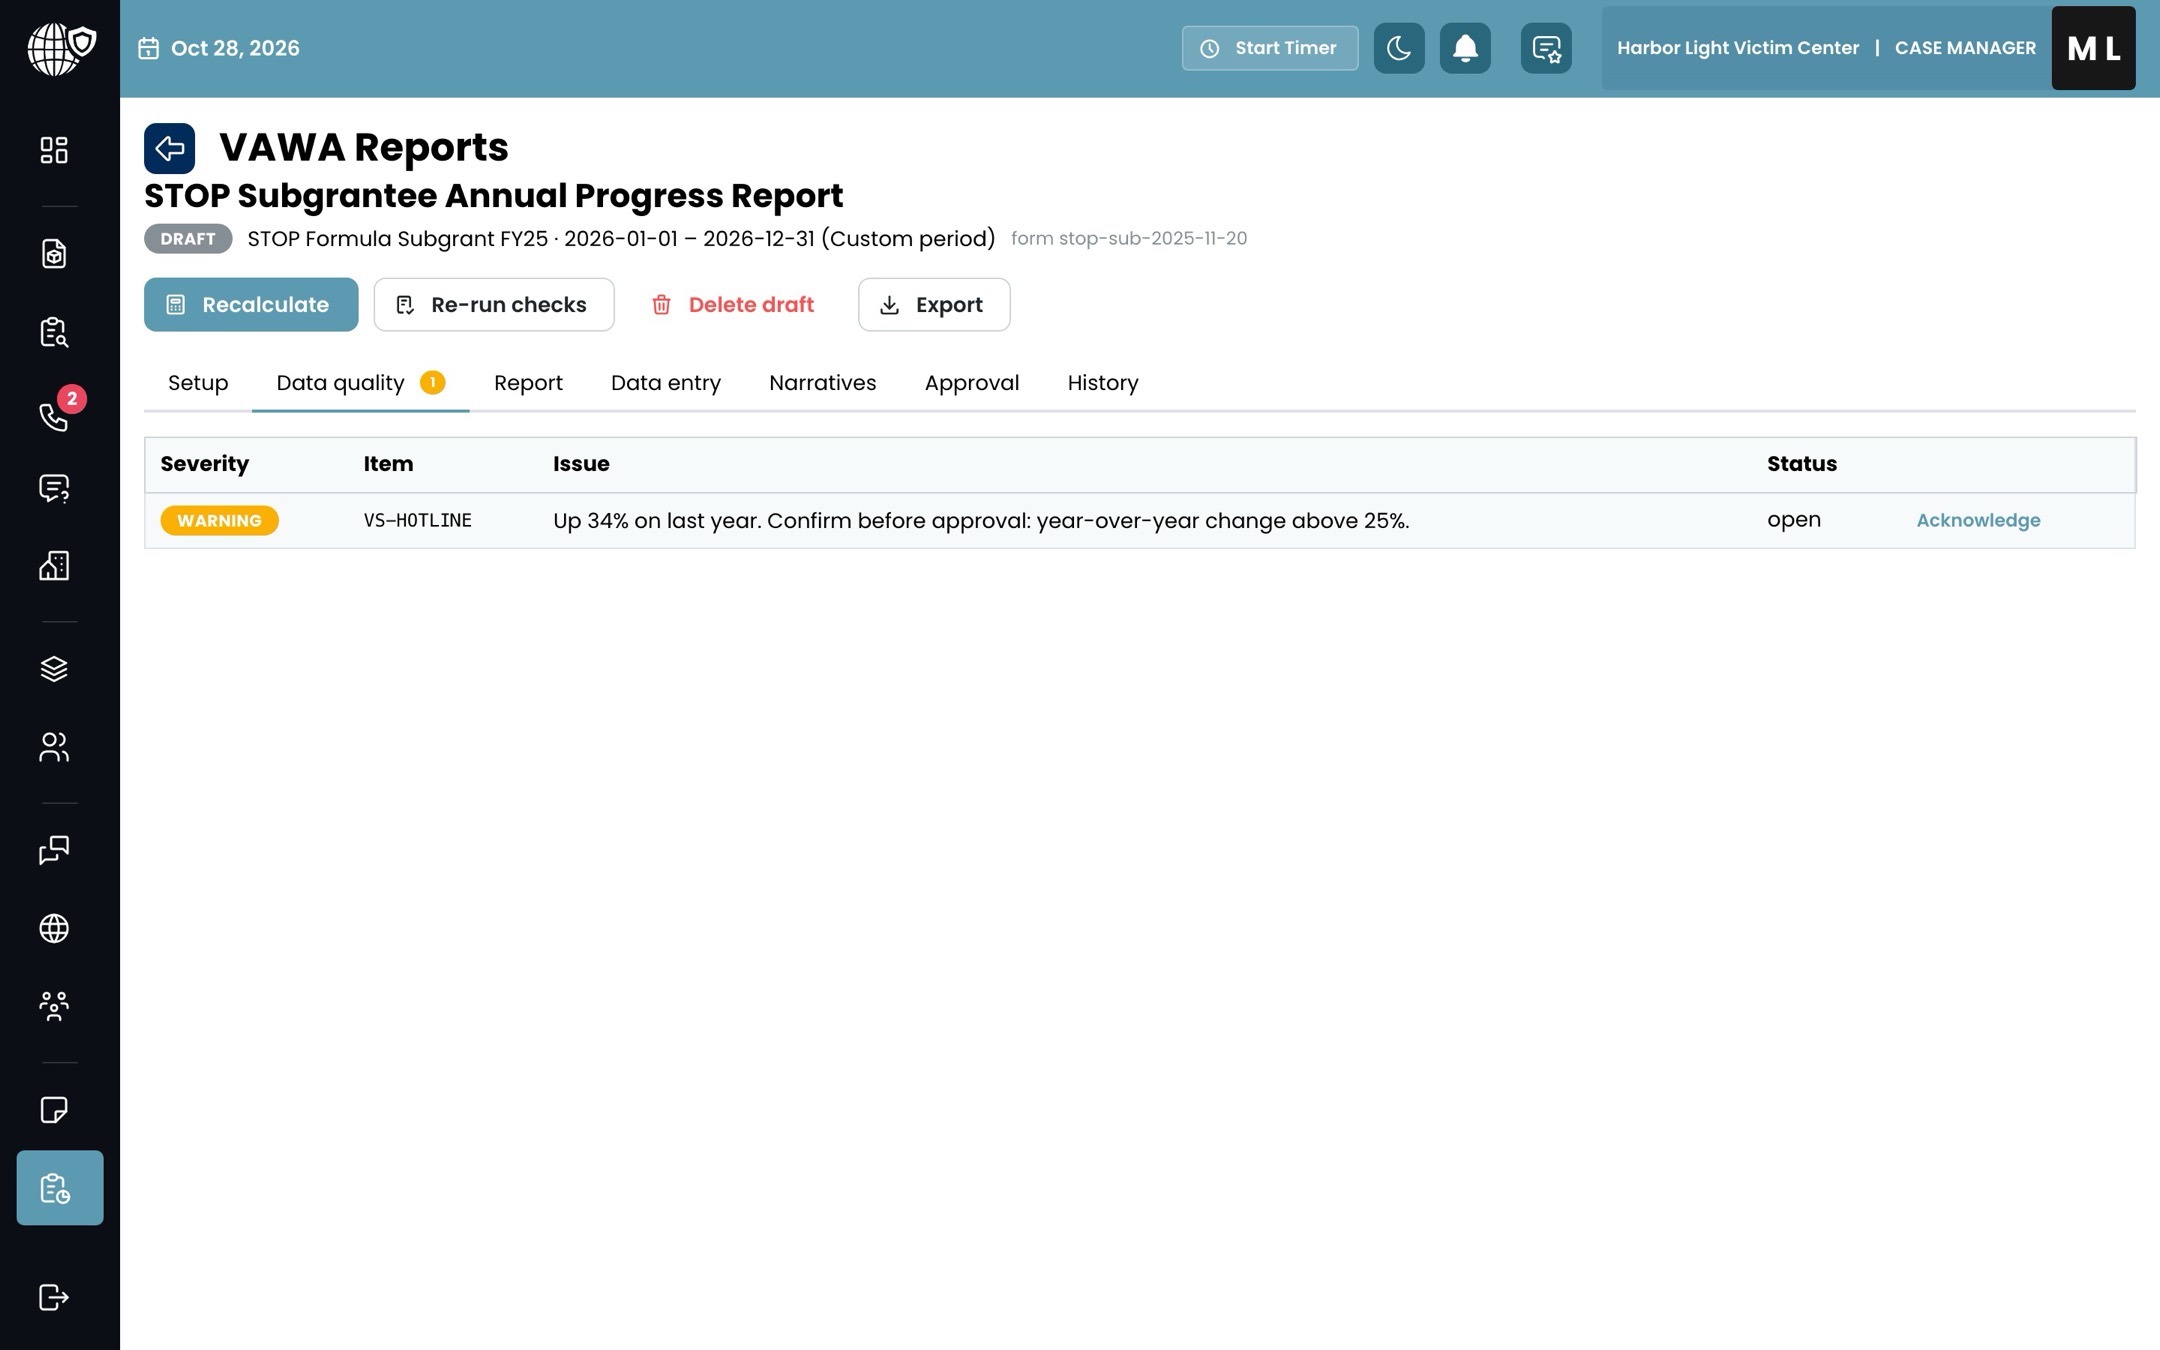 Oct 28, 2026
Start Timer
Harbor Light Victim Center | CASE MANAGER
M L
2
VAWA Reports
STOP Subgrantee Annual Progress Report
DRAFT STOP Formula Subgrant FY25 · 2026-01-01 – 2026-12-31 (Custom period) form stop-sub-2025-11-20
Recalculate Re-run checks Delete draft Export
Setup Data quality 1 Report Data entry Narratives Approval History
Severity Item Issue Status
WARNING VS-HOTLINE Up 34% on last year. Confirm before approval: year-over-year change above 25%. open Acknowledge